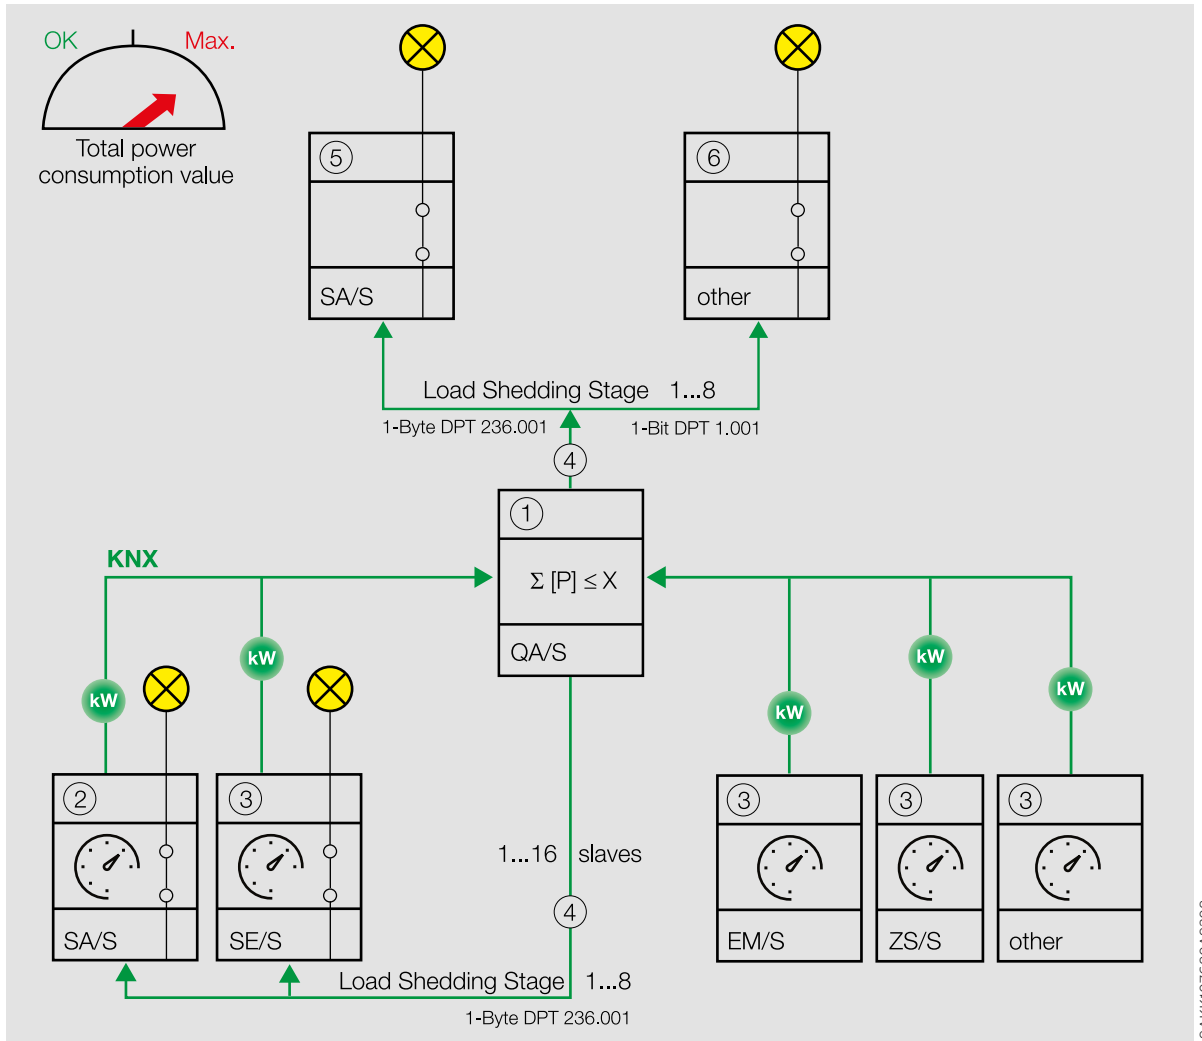 OK Max.
Total power
consumption value
5
6
SA/S
other
Load Shedding Stage 1...8
1-Byte DPT 236.001
1-Bit DPT 1.001
4
1
KNX
Σ [P] ≤ X
QA/S
kW
kW
kW
kW
kW
2
3
3
3
3
1...16 slaves
4
SA/S
SE/S
EM/S
ZS/S
other
Load Shedding Stage 1...8
1-Byte DPT 236.001